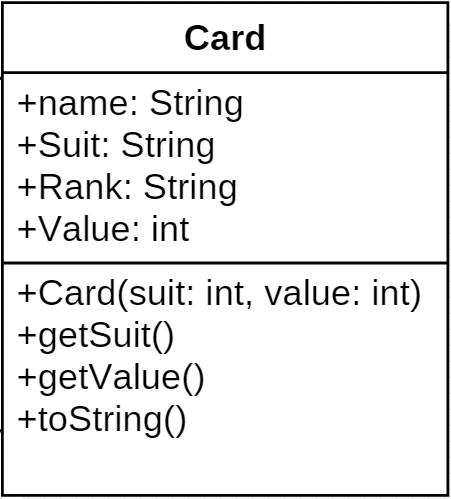 Card
+name: String
+Suit: String
+Rank: String
+Value: int
+Card(suit: int, value: int)
+getSuit()
+getValue()
+toString()